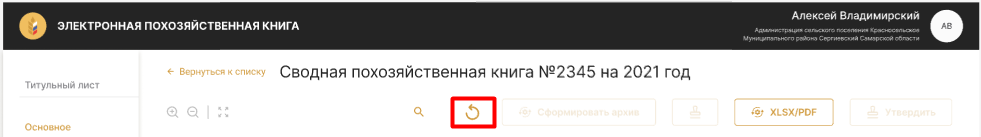 ЭЛЕКТРОННАЯ ПОХОЗЯЙСТВЕННАЯ КНИГА
Алексей Владимирский
Администрация сельского поселения Красносельское
Муниципального района Сергиевский Самарской области
АВ
Титульный лист
Основное
← Вернуться к списку
Сводная похозяйственная книга №2345 на 2021 год
Сформировать архив
XLSX/PDF
Утвердить